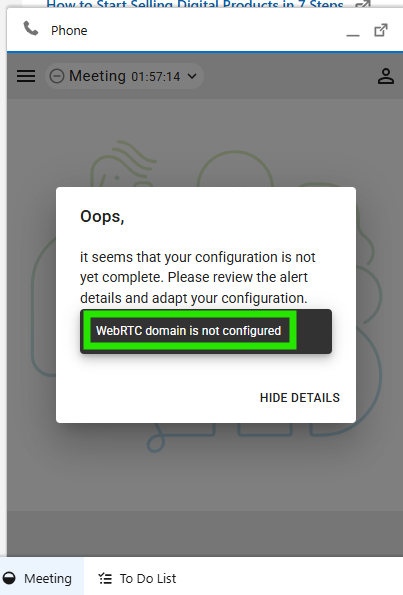 How to Start Selling Digital Products in 7 Steps
Phone
Meeting 01:57:14
Oops,
it seems that your configuration is not
yet complete. Please review the alert
details and adapt your configuration.
WebRTC domain is not configured
HIDE DETAILS
Meeting
To Do List